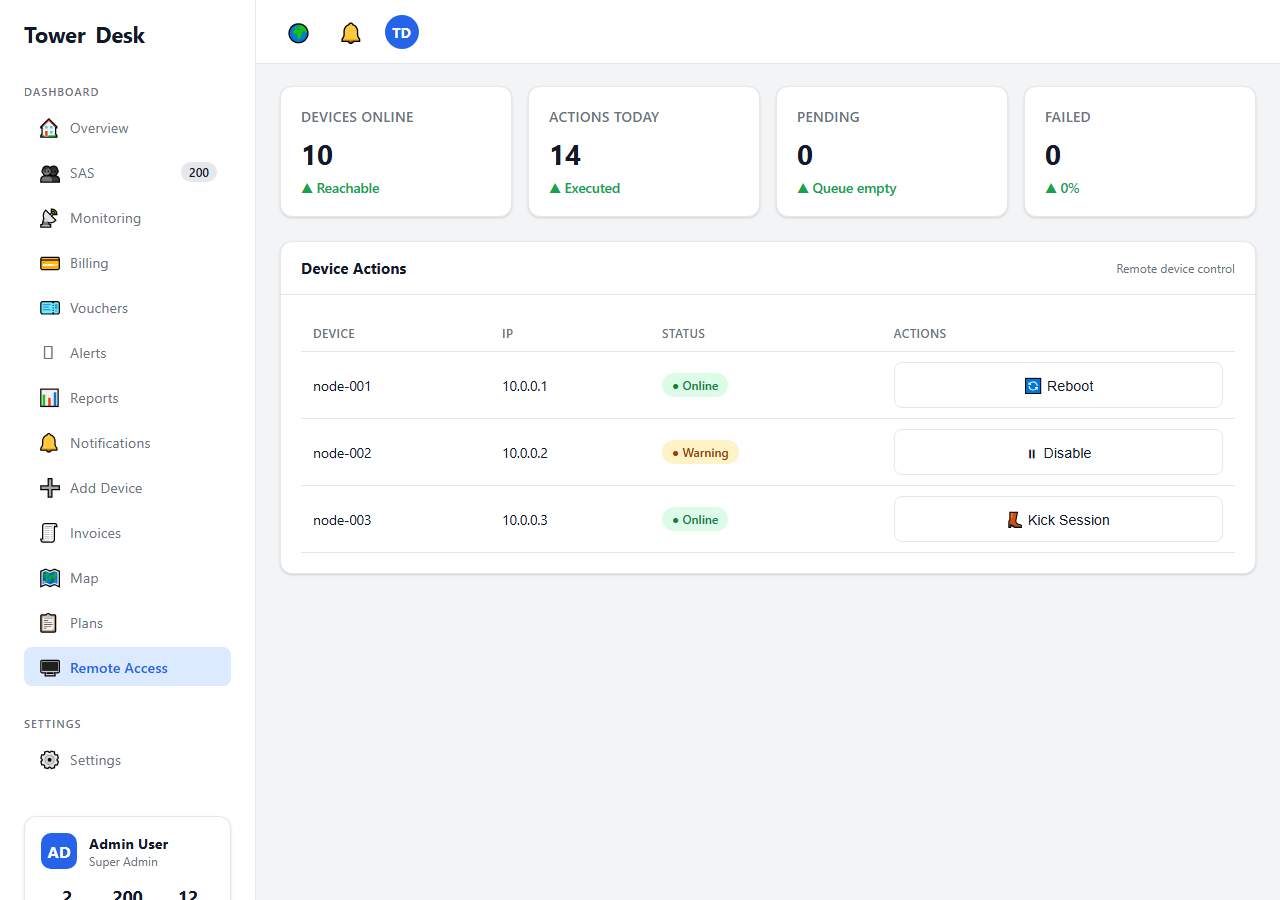 Tower Desk
DASHBOARD
Overview
SAS 200
Monitoring
Billing
Vouchers
Alerts
Reports
Notifications
Add Device
Invoices
Map
Plans
Remote Access
SETTINGS
Settings
AD
Admin User
Super Admin
2 200 12
TD
DEVICES ONLINE
10
▲ Reachable
ACTIONS TODAY
14
▲ Executed
PENDING
0
▲ Queue empty
FAILED
0
▲ 0%
Device Actions
Remote device control
DEVICE IP STATUS ACTIONS
node-001 10.0.0.1 ● Online Reboot
node-002 10.0.0.2 ● Warning Disable
node-003 10.0.0.3 ● Online Kick Session